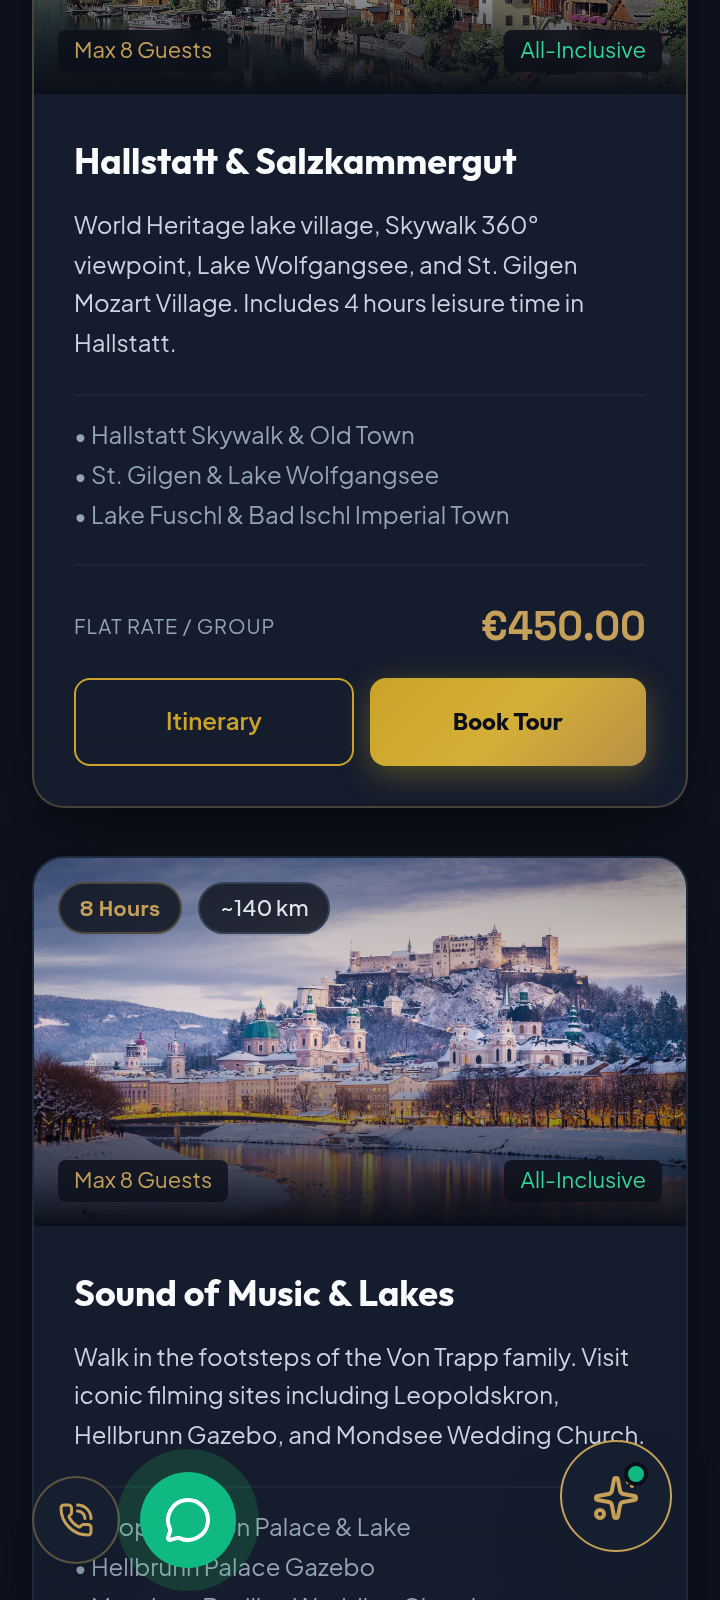 Max 8 Guests
All-Inclusive
Hallstatt & Salzkammergut
World Heritage lake village, Skywalk 360°
viewpoint, Lake Wolfgangsee, and St. Gilgen
Mozart Village. Includes 4 hours leisure time in
Hallstatt.
• Hallstatt Skywalk & Old Town
• St. Gilgen & Lake Wolfgangsee
• Lake Fuschl & Bad Ischl Imperial Town
FLAT RATE / GROUP
€450.00
Itinerary
Book Tour
8 Hours
~140 km
Max 8 Guests
All-Inclusive
Sound of Music & Lakes
Walk in the footsteps of the Von Trapp family. Visit
iconic filming sites including Leopoldskron,
Hellbrunn Gazebo, and Mondsee Wedding Church.
Palace & Lake
• Hellbrunn Palace Gazebo